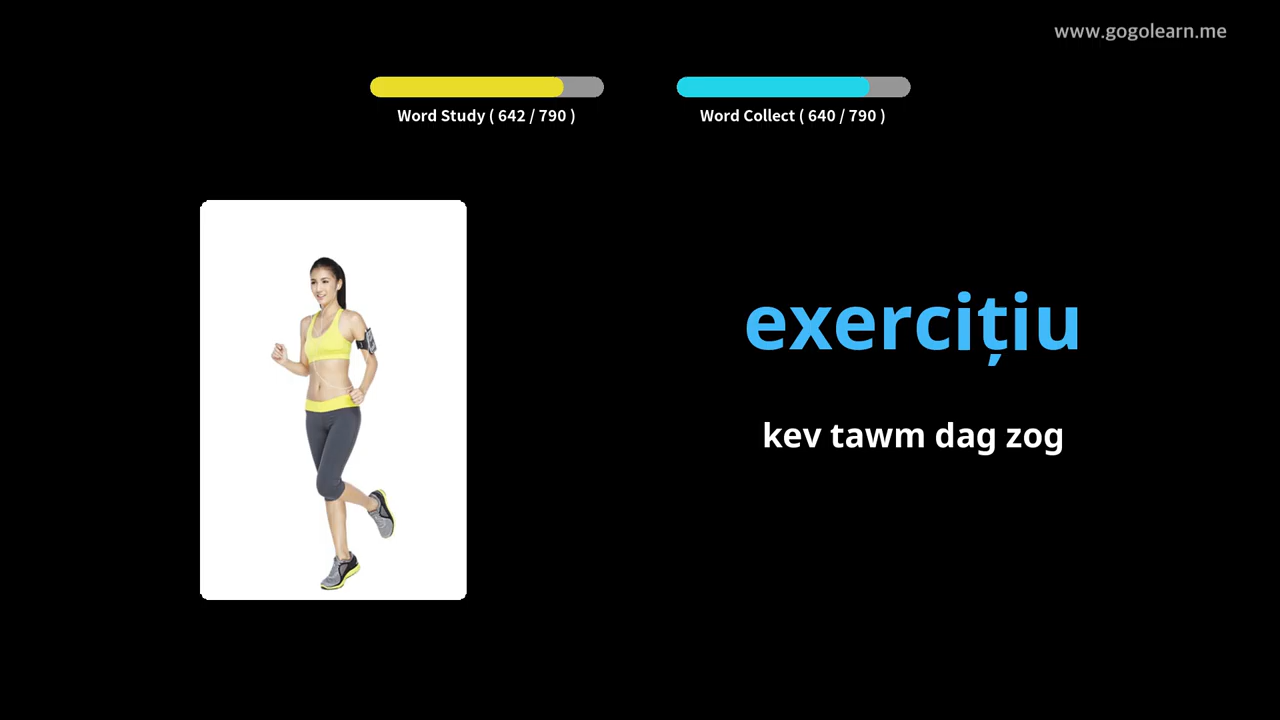 www.gogolearn.me
Word Study ( 642 / 790 )
Word Collect ( 640 / 790 )
exercițiu
kev tawm dag zog